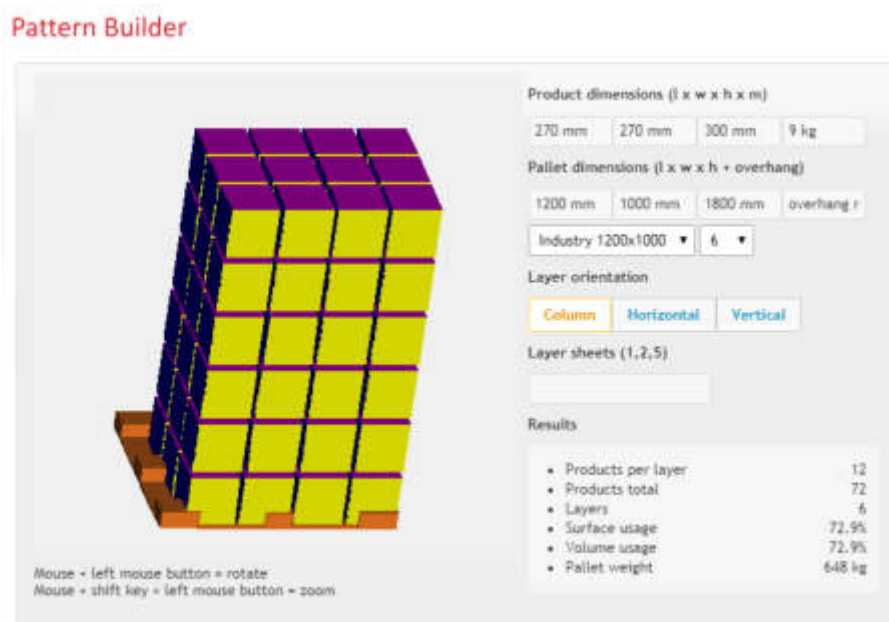 Pattern Builder
Product dimensions (l x w x h x m)
270 mm 270 mm 300 mm 9 kg
Pallet dimensions (l x w x h + overhang)
1200 mm 1000 mm 1800 mm overhang r
Industry 1200x1000 6
Layer orientation
Column Horizontal Vertical
Layer sheets (1,2,5)
Results
• Products per layer 12
• Products total 72
• Layers 6
• Surface usage 72.9%
• Volume usage 72.9%
• Pallet weight 648 kg
Mouse + left mouse button = rotate
Mouse + shift key + left mouse button = zoom